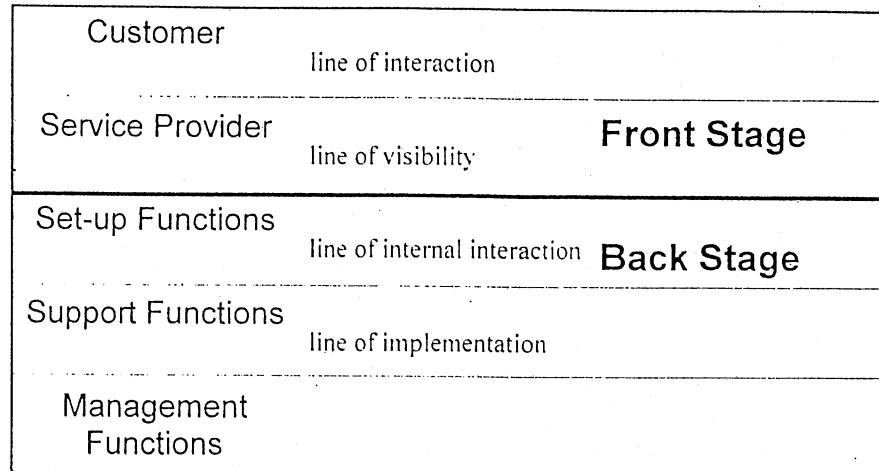 Customer
line of interaction
Service Provider
Front Stage
line of visibility
Set-up Functions
line of internal interaction
Back Stage
Support Functions
line of implementation
Management
Functions